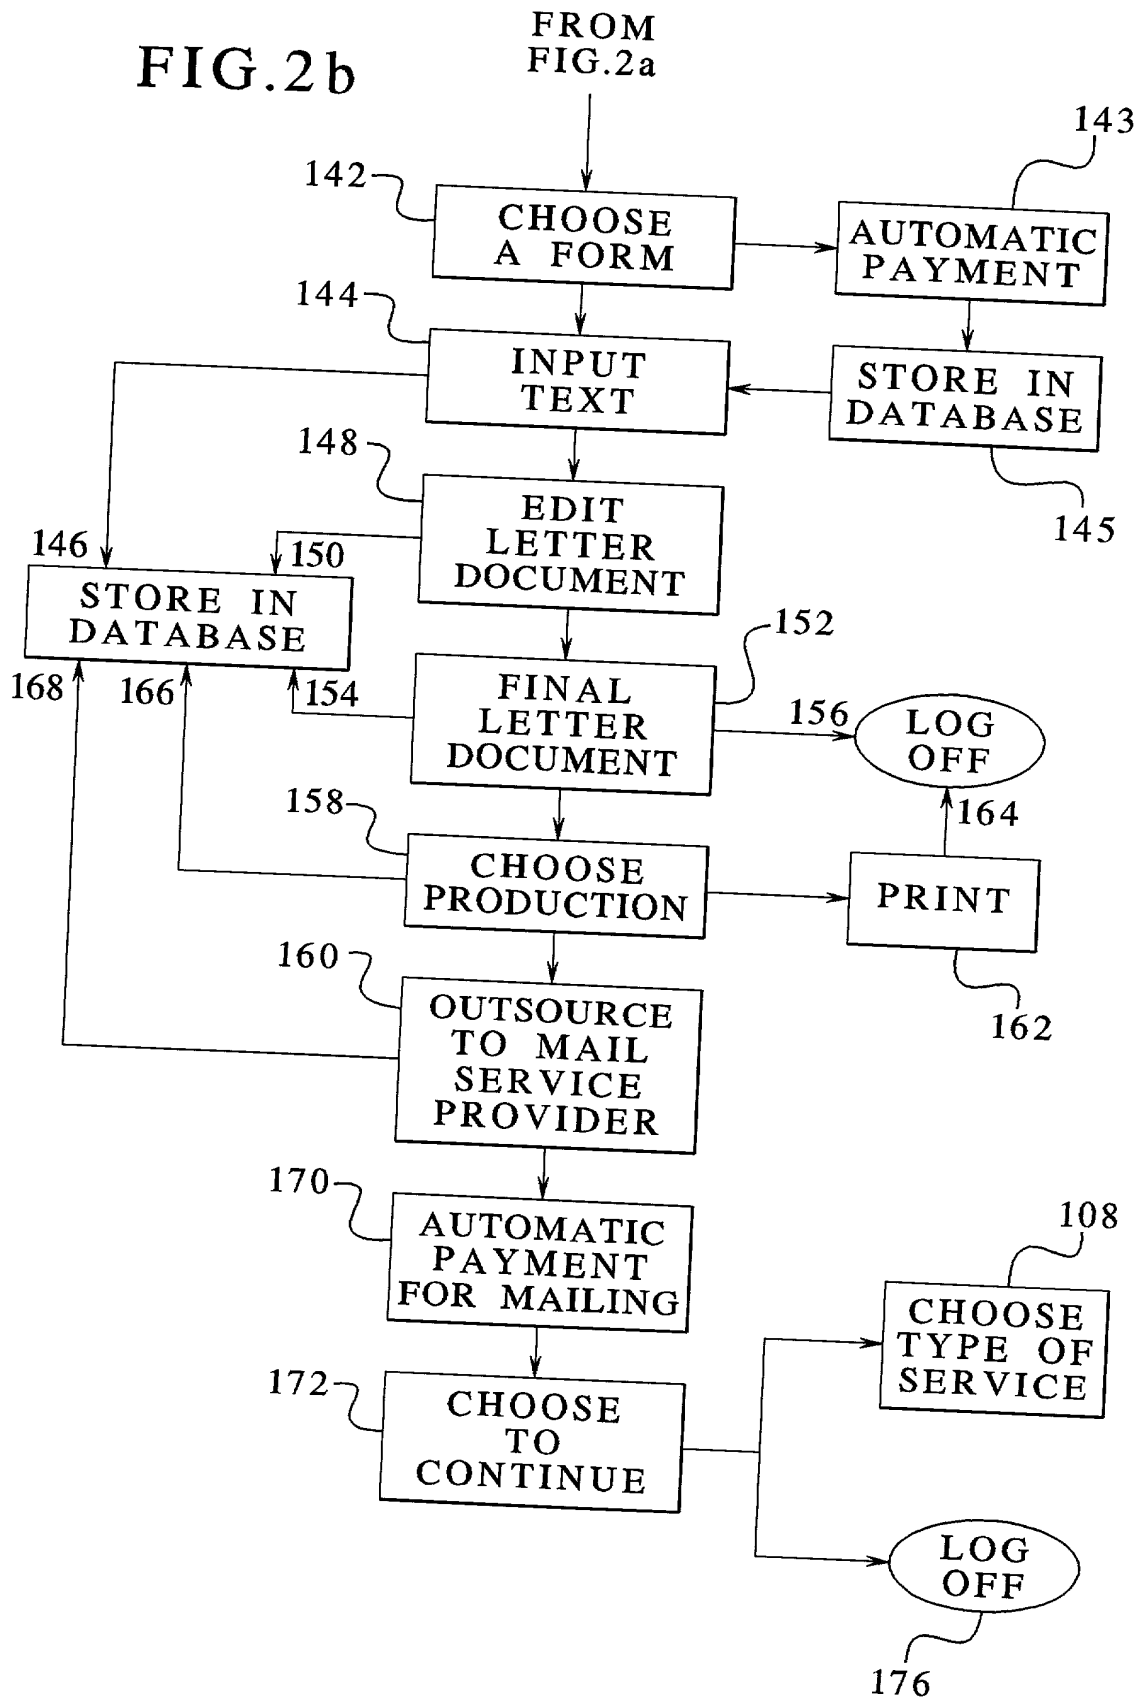 FROM
FIG.2a
FIG.2b
143
142
CHOOSE
A FORM
AUTOMATIC
PAYMENT
144
INPUT
TEXT
STORE IN
DATABASE
148
145
EDIT
LETTER
DOCUMENT
146
150
STORE IN
DATABASE
152
168
166
154
FINAL
LETTER
DOCUMENT
156
LOG
OFF
158
164
CHOOSE
PRODUCTION
PRINT
160
162
OUTSOURCE
TO MAIL
SERVICE
PROVIDER
170
AUTOMATIC
PAYMENT
FOR MAILING
108
CHOOSE
TYPE OF
SERVICE
172
CHOOSE
TO
CONTINUE
LOG
OFF
176